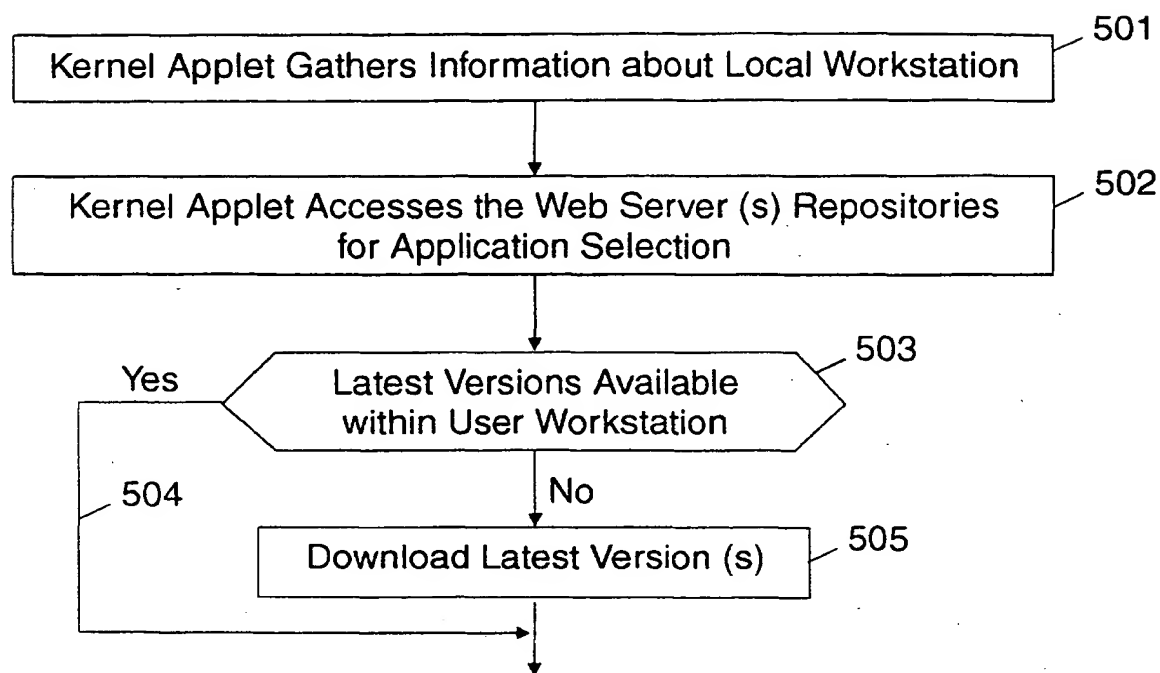 501
Kernel Applet Gathers Information about Local Workstation
502
Kernel Applet Accesses the Web Server (s) Repositories
for Application Selection
503
Yes
Latest Versions Available
within User Workstation
504
No
505
Download Latest Version (s)